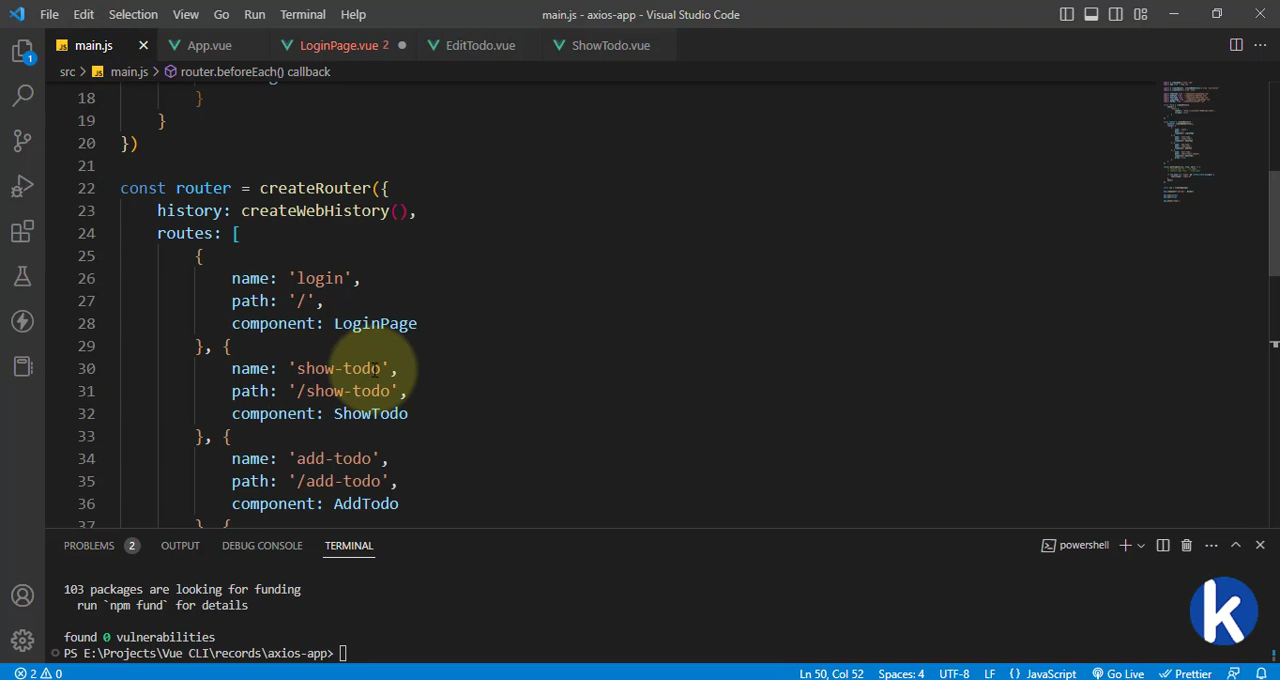 File Edit Selection View Go Run Terminal Help main.js - axios-app - Visual Studio Code
main.js App.vue LoginPage.vue 2 EditTodo.vue ShowTodo.vue
src > main.js > router.beforeEach() callback
18 }
19 }
20 })
21
22 const router = createRouter({
23 history: createWebHistory(),
24 routes: [
25 {
26 name: 'login',
27 path: '/',
28 component: LoginPage
29 }, {
30 name: 'show-todo',
31 path: '/show-todo',
32 component: ShowTodo
33 }, {
34 name: 'add-todo',
35 path: '/add-todo',
36 component: AddTodo
37 } {
PROBLEMS 2 OUTPUT DEBUG CONSOLE TERMINAL powershell
103 packages are looking for funding
run `npm fund` for details
found 0 vulnerabilities
PS E:\Projects\Vue CLI\records\axios-app>
k
1
2 0 Ln 50, Col 52 Spaces: 4 UTF-8 LF {} JavaScript Go Live Prettier